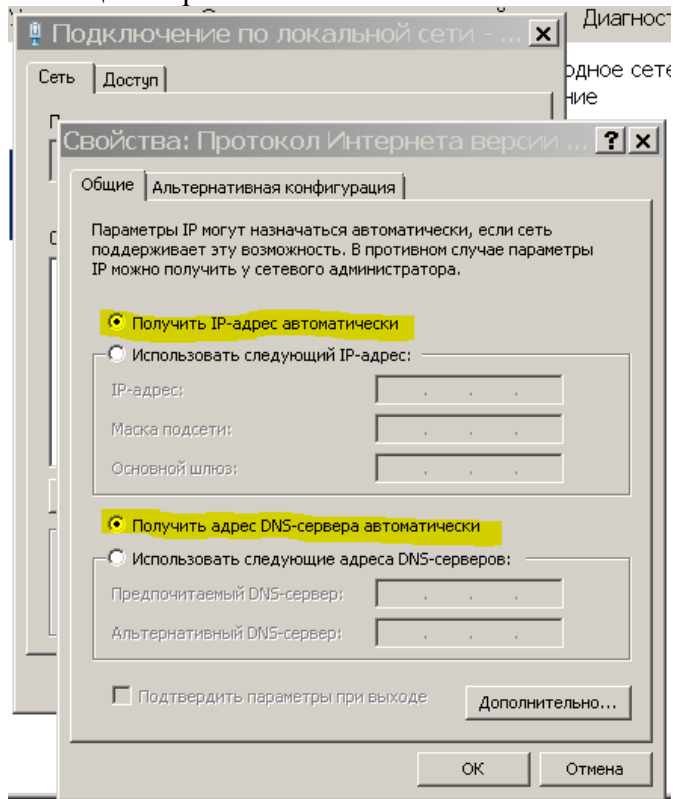 Диагност
Подключение по локальной сети - ...
Сеть
Доступ
одное сете
ние
Свойства: Протокол Интернета версии ...
Общие
Альтернативная конфигурация
Параметры IP могут назначаться автоматически, если сеть
поддерживает эту возможность. В противном случае параметры
IP можно получить у сетевого администратора.
Получить IP-адрес автоматически
Использовать следующий IP-адрес:
IP-адрес:
Маска подсети:
Основной шлюз:
Получить адрес DNS-сервера автоматически
Использовать следующие адреса DNS-серверов:
Предпочитаемый DNS-сервер:
Альтернативный DNS-сервер:
Подтвердить параметры при выходе
Дополнительно...
ОК
Отмена